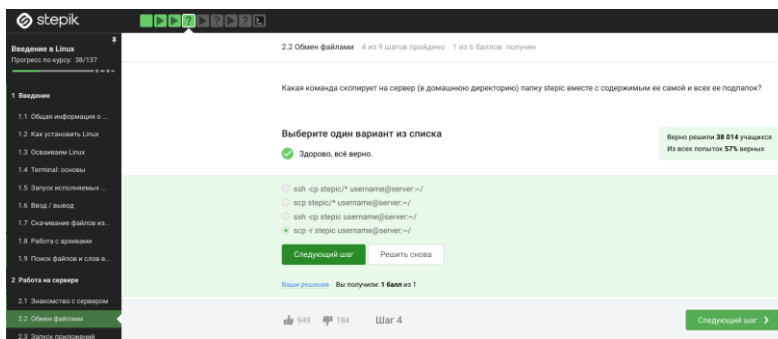 stepik
Введение в Linux
Прогресс по курсу: 38/137
1 Введение
1.1 Общая информация о ...
1.2 Как установить Linux
1.3 Осваиваем Linux
1.4 Terminal: основы
1.5 Запуск исполняемых ...
1.6 Ввод / вывод
1.7 Скачивание файлов из...
1.8 Работа с архивами
1.9 Поиск файлов и слов в...
2 Работа на сервере
2.1 Знакомство с сервером
2.2 Обмен файлами
2.3 Запуск приложений
2.2 Обмен файлами 4 из 9 шагов пройдено 1 из 6 баллов получен
Какая команда скопирует на сервер (в домашнюю директорию) папку stepic вместе с содержимым ее самой и всех ее подпапок?
Выберите один вариант из списка
Здорово, всё верно.
Верно решили 38 014 учащихся
Из всех попыток 57% верных
ssh -cp stepic/* username@server:~/
scp stepic/* username@server:~/
ssh -cp stepic username@server:~/
scp -r stepic username@server:~/
Следующий шаг Решить снова
Ваши решения Вы получили: 1 балл из 1
949 184 Шаг 4
Следующий шаг